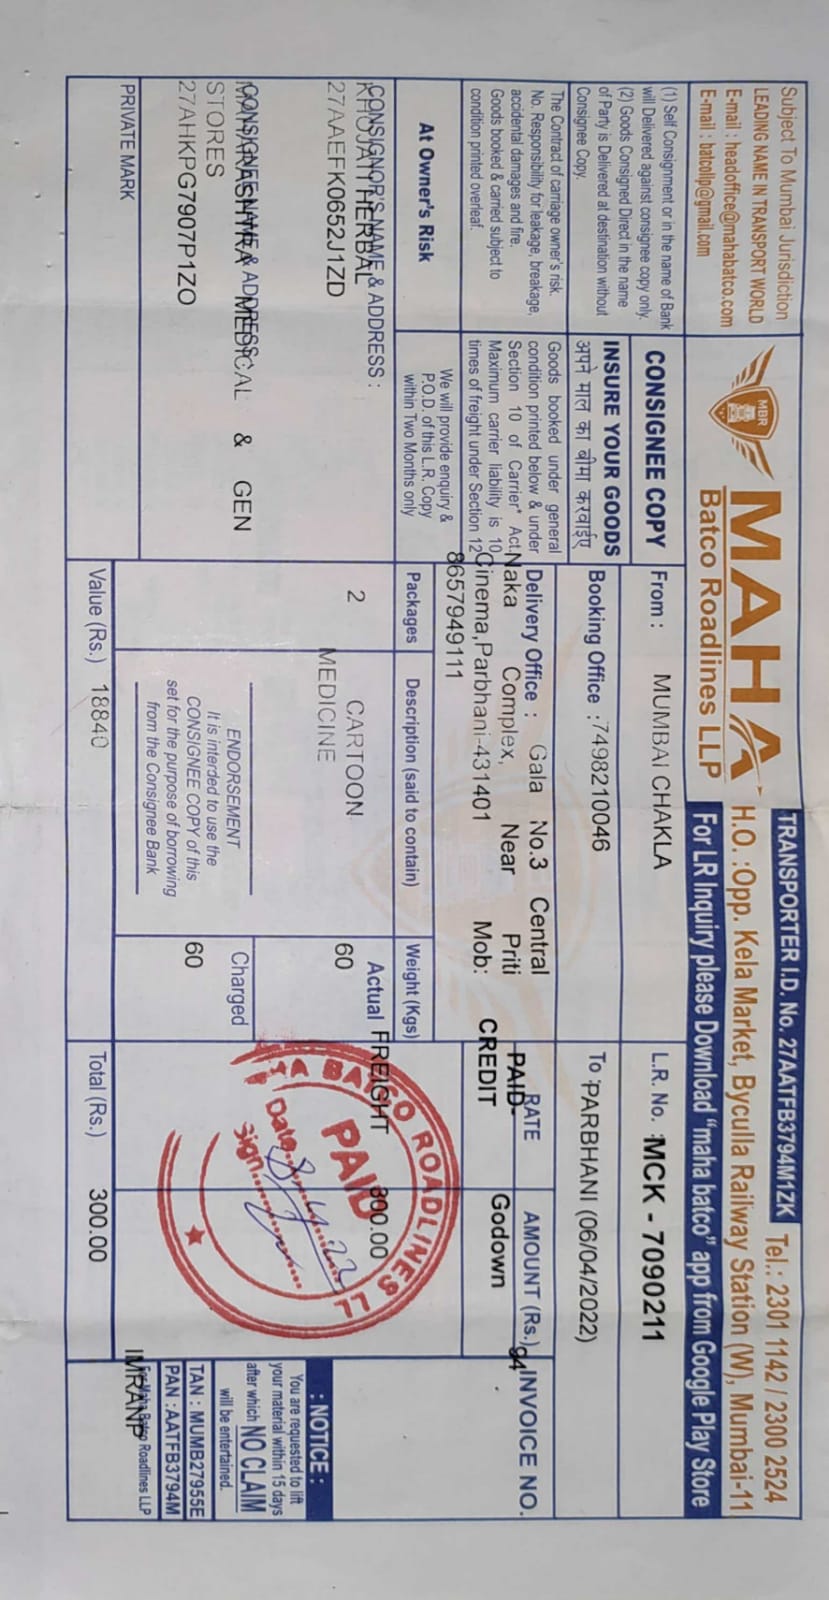 Subject To Mumbai Jurisdiction
LEADING NAME IN TRANSPORT WORLD
E-mail : headoffice@mahabatco.com
E-mail : batcollp@gmail.com
MBR
MAHA
Batco Roadlines LLP
TRANSPORTER I.D. No. 27AATFB3794M1ZK
Tel.: 2301 1142 / 2300 2524
H.O. :Opp. Kela Market, Byculla Railway Station (W), Mumbai-11
For LR Inquiry please Download "maha batco" app from Google Play Store
(1) Self Consignment or in the name of Bank
will Delivered against consignee copy only.
(2) Goods Consigned Direct in the name
of Party is Delivered at destination without
Consignee Copy.
CONSIGNEE COPY
INSURE YOUR GOODS
अपने माल का बीमा करवाईए
From : MUMBAI CHAKLA
L.R. No. : MCK - 7090211
Booking Office : 7498210046
To : PARBHANI (06/04/2022)
The Contract of carriage owner's risk.
No. Responsibility for leakage, breakage,
accidental damages and fire.
Goods booked & carried subject to
condition printed overleaf.
Goods booked under general
condition printed below & under
Section 10 of Carrier* Act,
Maximum carrier liability is 10
times of freight under Section 12
Delivery Office : Gala No.3 Central
Naka Complex, Near Priti
Cinema,Parbhani-431401 Mob:
8657949111
RATE
PAID-
CREDIT
AMOUNT (Rs.)
Godown
INVOICE NO.
94
At Owner's Risk
We will provide enquiry &
P.O.D. of this L.R. Copy
within Two Months only
Packages
Description (said to contain)
Weight (Kgs)
CONSIGNOR'S NAME & ADDRESS :
KHOJATI HERBAL
27AAEFK0652J1ZD
2
CARTOON
MEDICINE
Actual
60
FREIGHT
300.00
CONSIGNEE NAME & ADDRESS:
MAHARASHTRA MEDICAL & GEN
STORES
27AHKPG7907P1ZO
ENDORSEMENT
It is interded to use the
CONSIGNEE COPY of this
set for the purpose of borrowing
from the Consignee Bank
Charged
60
MAHA BATCO ROADLINES LL
PAID
Date 8/4/22
Sign
: NOTICE :
You are requested to lift
your material within 15 days
after which NO CLAIM
will be entertained.
TAN : MUMB27955E
PAN : AATFB3794M
For Maha Batco Roadlines LLP
IMRANP
PRIVATE MARK
Value (Rs.) 18840
Total (Rs.)
300.00